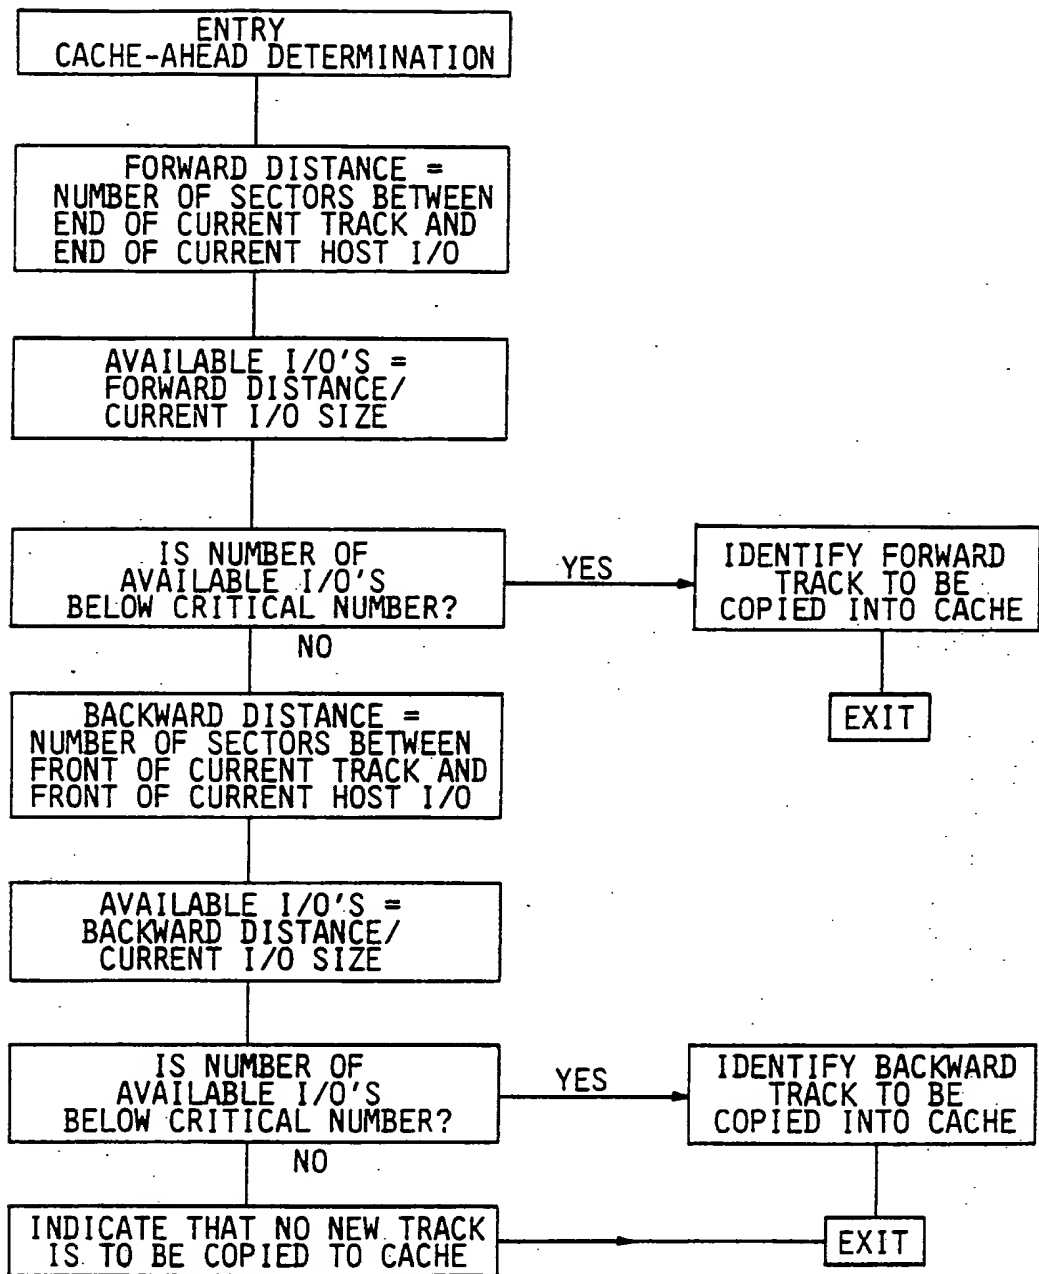 ENTRY
CACHE-AHEAD DETERMINATION
FORWARD DISTANCE =
NUMBER OF SECTORS BETWEEN
END OF CURRENT TRACK AND
END OF CURRENT HOST I/O
AVAILABLE I/O'S =
FORWARD DISTANCE/
CURRENT I/O SIZE
IS NUMBER OF
AVAILABLE I/O'S
BELOW CRITICAL NUMBER?
YES
IDENTIFY FORWARD
TRACK TO BE
COPIED INTO CACHE
NO
EXIT
BACKWARD DISTANCE =
NUMBER OF SECTORS BETWEEN
FRONT OF CURRENT TRACK AND
FRONT OF CURRENT HOST I/O
AVAILABLE I/O'S =
BACKWARD DISTANCE/
CURRENT I/O SIZE
IS NUMBER OF
AVAILABLE I/O'S
BELOW CRITICAL NUMBER?
YES
IDENTIFY BACKWARD
TRACK TO BE
COPIED INTO CACHE
NO
INDICATE THAT NO NEW TRACK
IS TO BE COPIED TO CACHE
EXIT